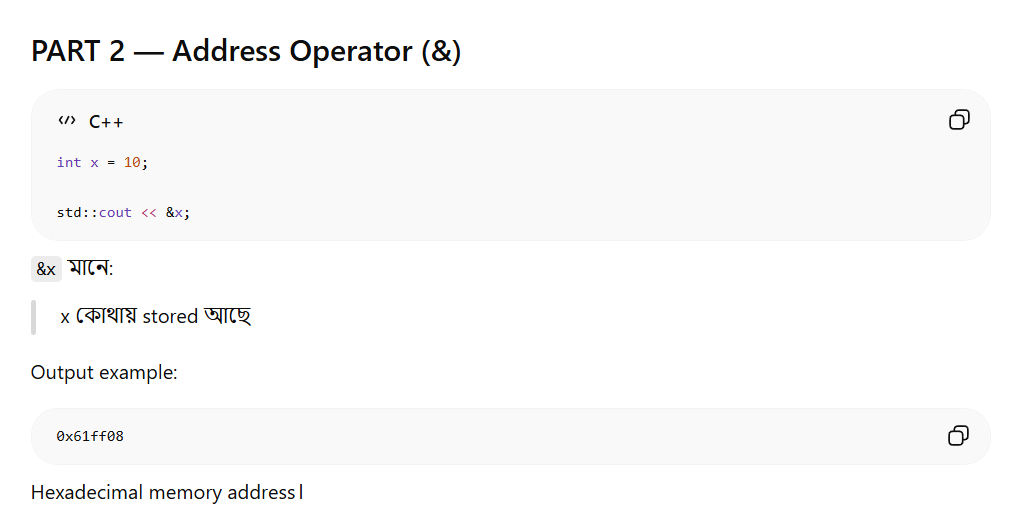 PART 2 — Address Operator (&)
C++
int x = 10;
std::cout << &x;
&x মানে:
x কোথায় stored আছে
Output example:
0x61ff08
Hexadecimal memory address।